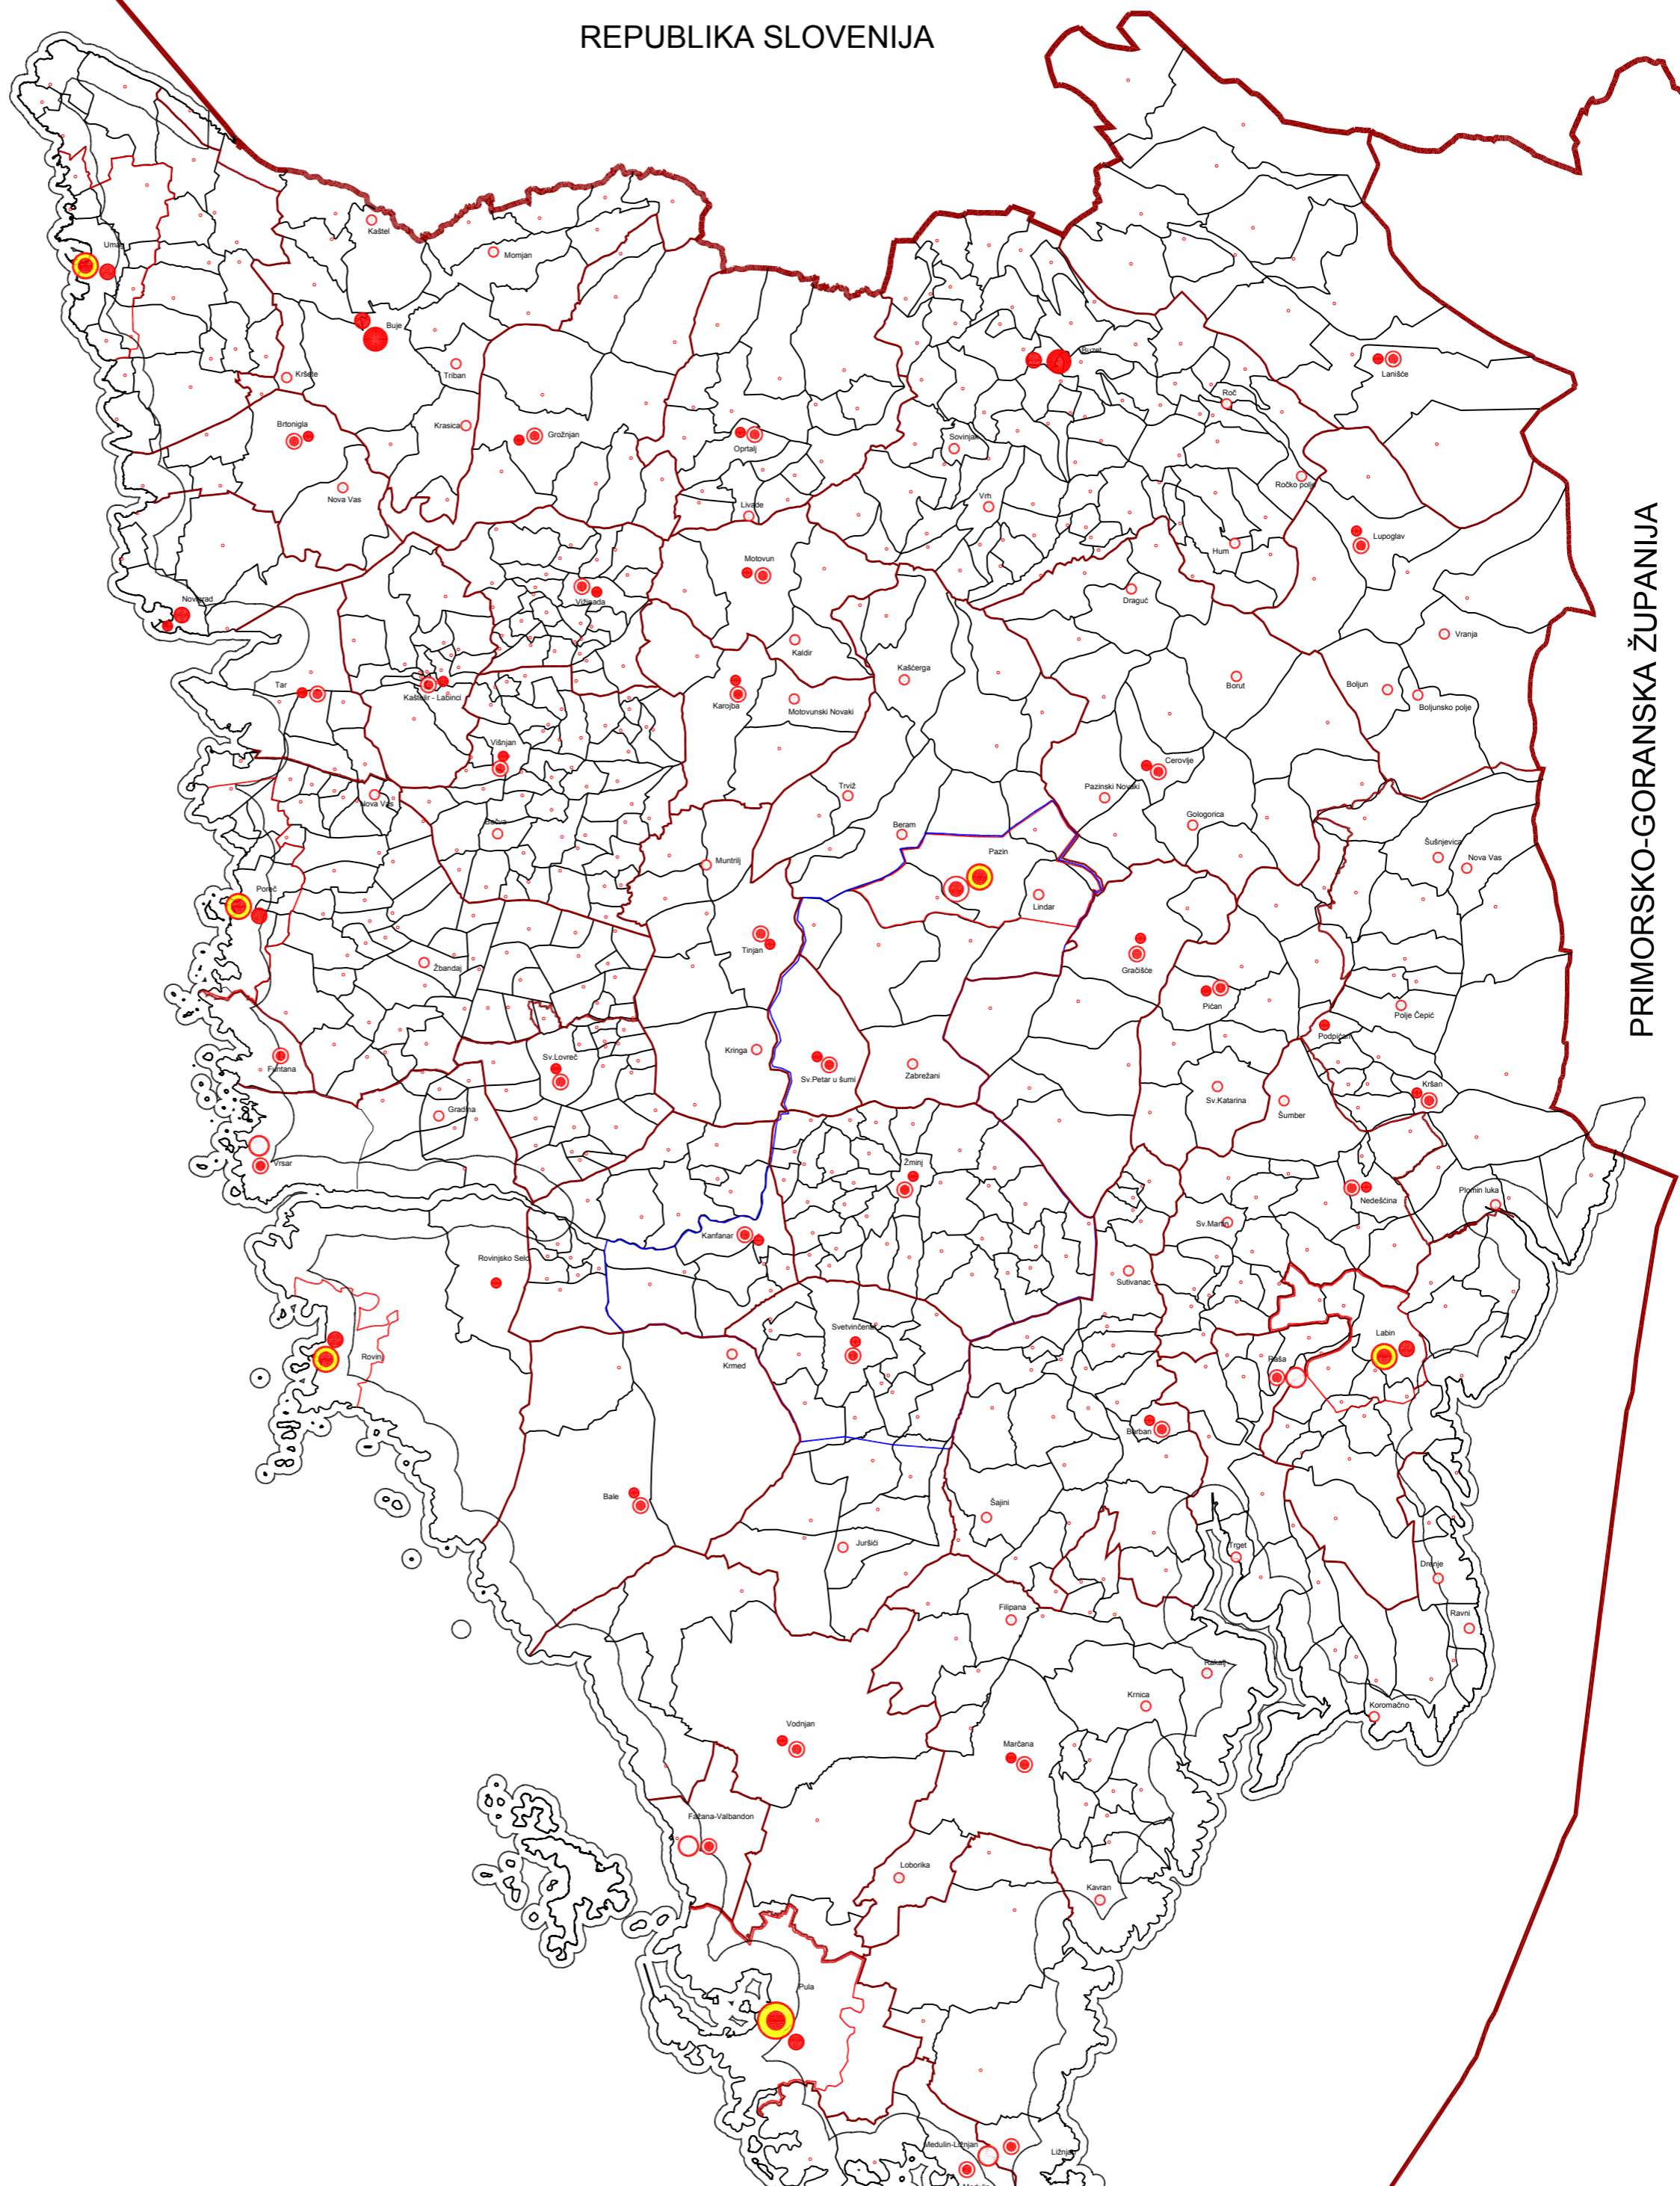 REPUBLIKA SLOVENIJA
PRIMORSKO-GORANSKA ŽUPANIJA
Kaštel
Umag
Momjan
Buje
Triban
Kršete
Buzet
Lanišće
Roč
Brtonigla
Krasica
Grožnjan
Oprtalj
Sovinjak
Ročko polje
Nova Vas
Livade
Vrh
Hum
Lupoglav
Motovun
Novigrad
Vižinada
Draguč
Vranja
Kaldir
Kašćerga
Borut
Boljun
Boljunsko polje
Tar
Kaštelir - Labinci
Karojba
Motovunski Novaki
Višnjan
Cerovlje
Pazinski Novaki
Trviž
Nova Vas
Bačva
Beram
Gologorica
Muntrilj
Pazin
Šušnjevica
Nova Vas
Lindar
Poreč
Žbandaj
Tinjan
Gračišće
Pićan
Polje Čepić
Podpićan
Kringa
Sv.Lovreč
Funtana
Sv.Petar u šumi
Zabrežani
Kršan
Sv.Katarina
Šumber
Gradina
Vrsar
Žminj
Nedešćina
Plomin luka
Sv.Martin
Kanfanar
Rovinjsko Selo
Sutivanac
Svetvinčenat
Labin
Rovinj
Krmed
Raša
Barban
Bale
Šajini
Juršići
Trget
Drenje
Filipana
Ravni
Rakalj
Krnica
Koromačno
Vodnjan
Marčana
Fažana-Valbandon
Loborika
Kavran
Pula
Medulin-Ližnjan
Ližnjan
Medulin